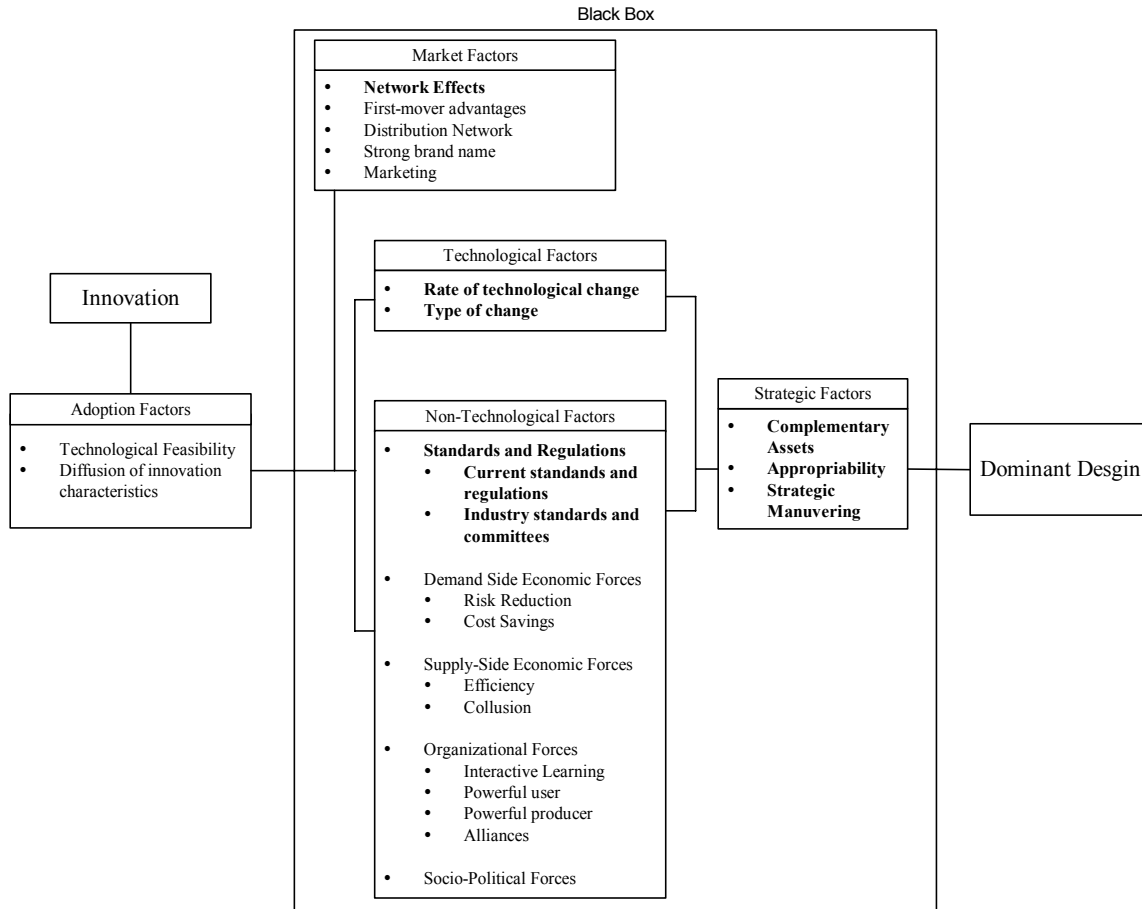 Black Box
Market Factors
• Network Effects
• First-mover advantages
• Distribution Network
• Strong brand name
• Marketing
Technological Factors
• Rate of technological change
• Type of change
Innovation
Adoption Factors
• Technological Feasibility
• Diffusion of innovation
characteristics
Non-Technological Factors
• Standards and Regulations
• Current standards and
regulations
• Industry standards and
committees
• Demand Side Economic Forces
• Risk Reduction
• Cost Savings
• Supply-Side Economic Forces
• Efficiency
• Collusion
• Organizational Forces
• Interactive Learning
• Powerful user
• Powerful producer
• Alliances
• Socio-Political Forces
Strategic Factors
• Complementary
Assets
• Appropriability
• Strategic
Manuvering
Dominant Desgin